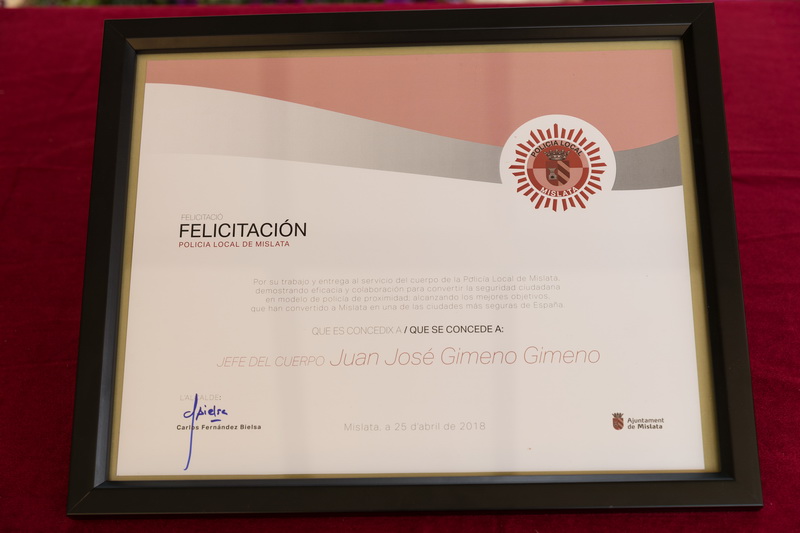 POLICIA LOCAL
MISLATA
FELICITACIÓ
FELICITACIÓN
POLICIA LOCAL DE MISLATA
Por su trabajo y entrega al servicio del cuerpo de la Policía Local de Mislata,
demostrando eficacia y colaboración para convertir la seguridad ciudadana
en modelo de policía de proximidad, alcanzando los mejores objetivos,
que han convertido a Mislata en una de las ciudades más seguras de España.
QUE ES CONCEDIX A / QUE SE CONCEDE A:
JEFE DEL CUERPO Juan José Gimeno Gimeno
L'ALCALDE:
Carlos Fernández Bielsa
Mislata, a 25 d'abril de 2018
Ajuntament
de Mislata